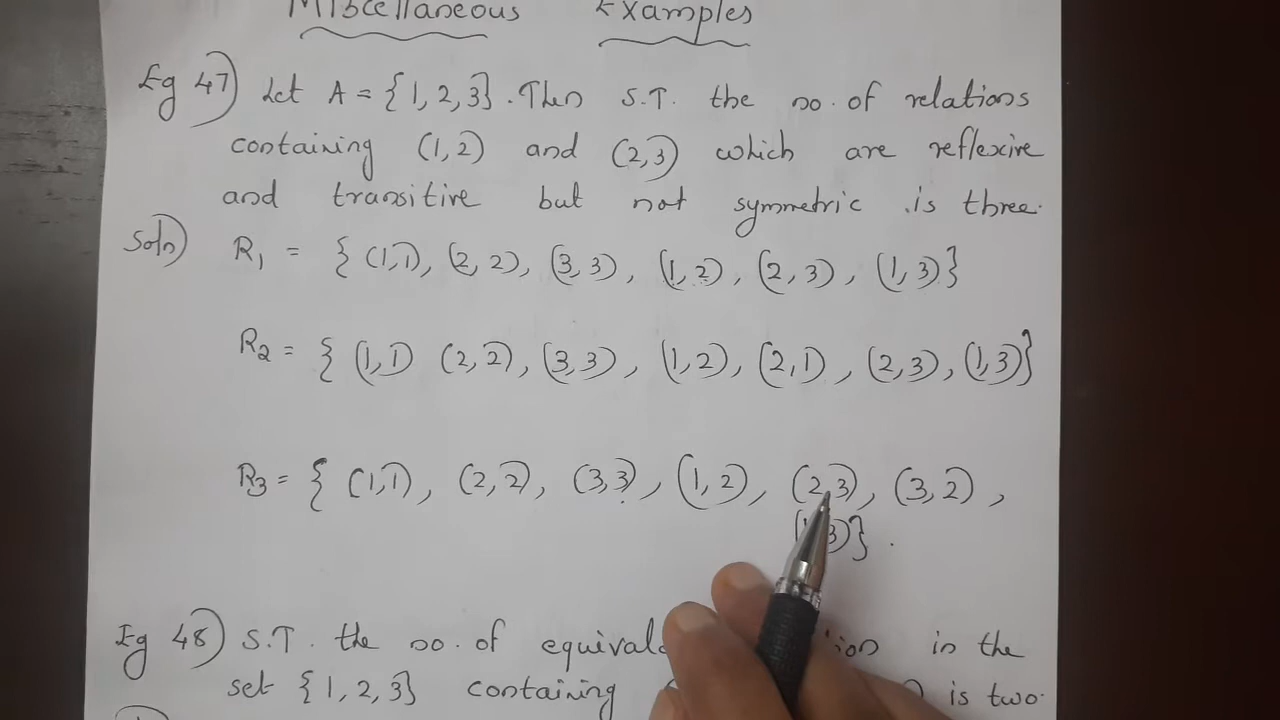 Miscellaneous Examples
Eg 47) Let A = {1, 2, 3}. Then S.T. the no. of relations
containing (1, 2) and (2, 3) which are reflexive
and transitive but not symmetric is three.
Soln) R1 = { (1,1), (2, 2), (3, 3), (1, 2), (2, 3), (1, 3)}
R2 = { (1,1) (2,2), (3,3), (1,2), (2,1), (2,3), (1,3)}
R3 = { (1,1), (2,2), (3,3), (1,2), (2,3), (3,2),
3)}.
Eg 48) S.T. the no. of in the
set {1, 2, 3} containing is two.